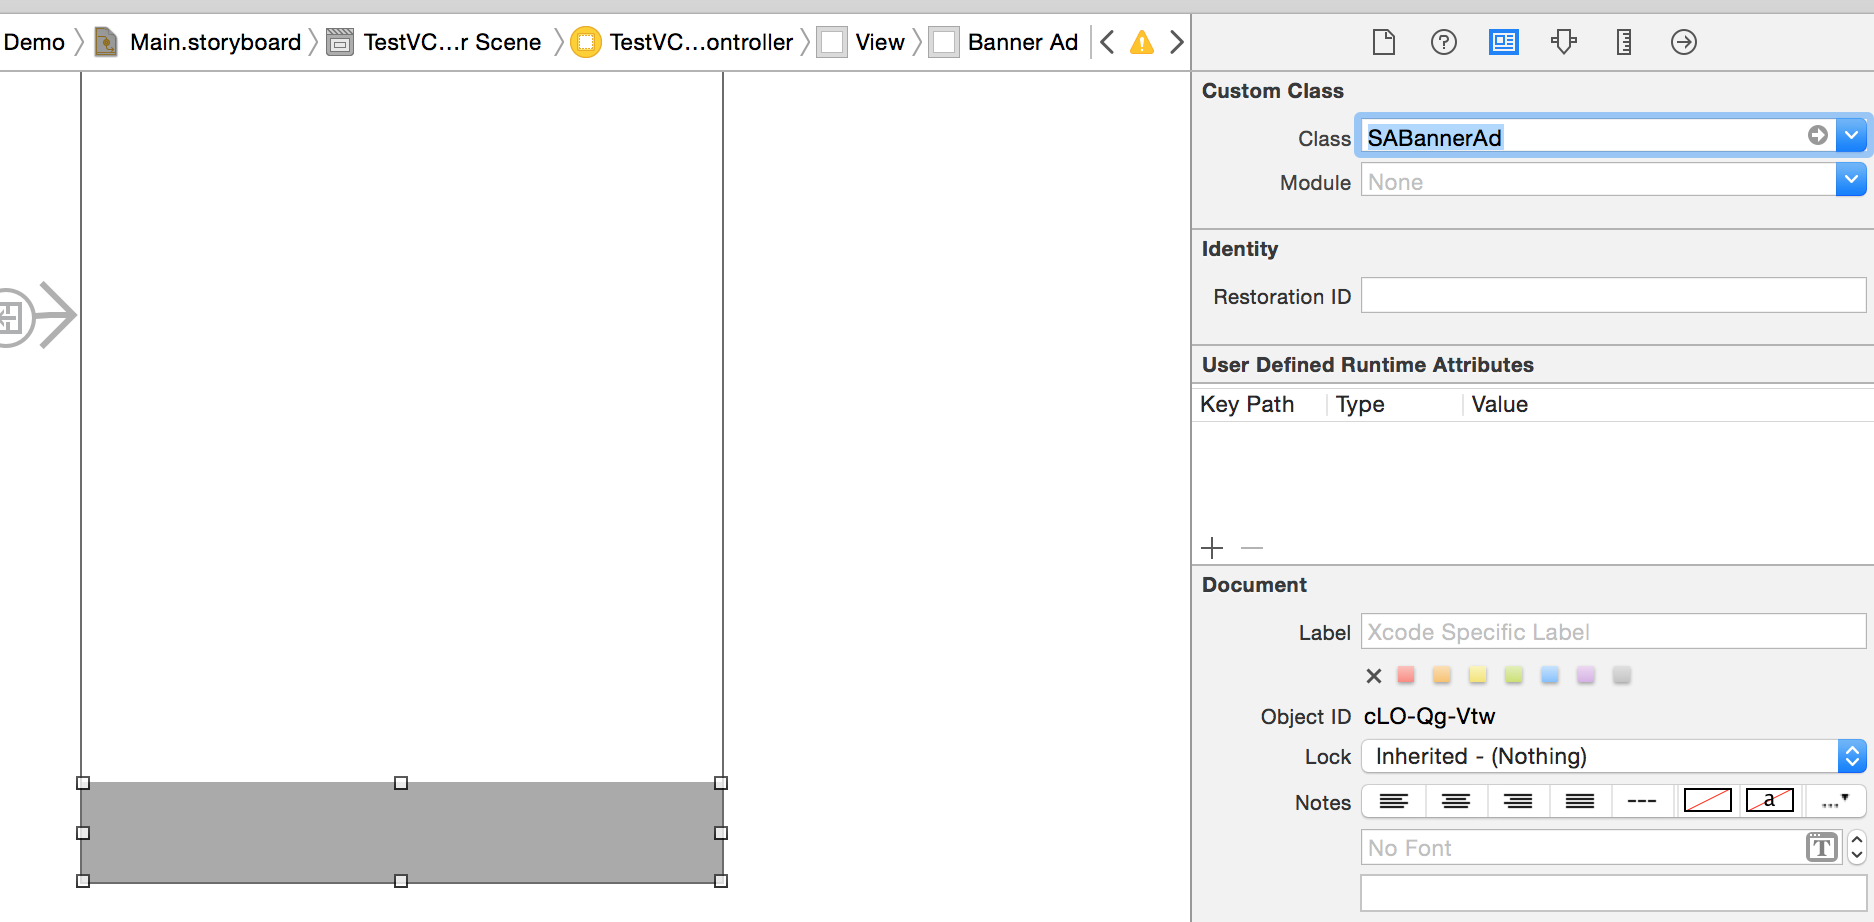 Demo Main.storyboard TestVC...r Scene TestVC...ontroller View Banner Ad
Custom Class
Class SABannerAd
Module None
Identity
Restoration ID
User Defined Runtime Attributes
Key Path Type Value
Document
Label Xcode Specific Label
Object ID cLO-Qg-Vtw
Lock Inherited - (Nothing)
Notes --- a ...
No Font T